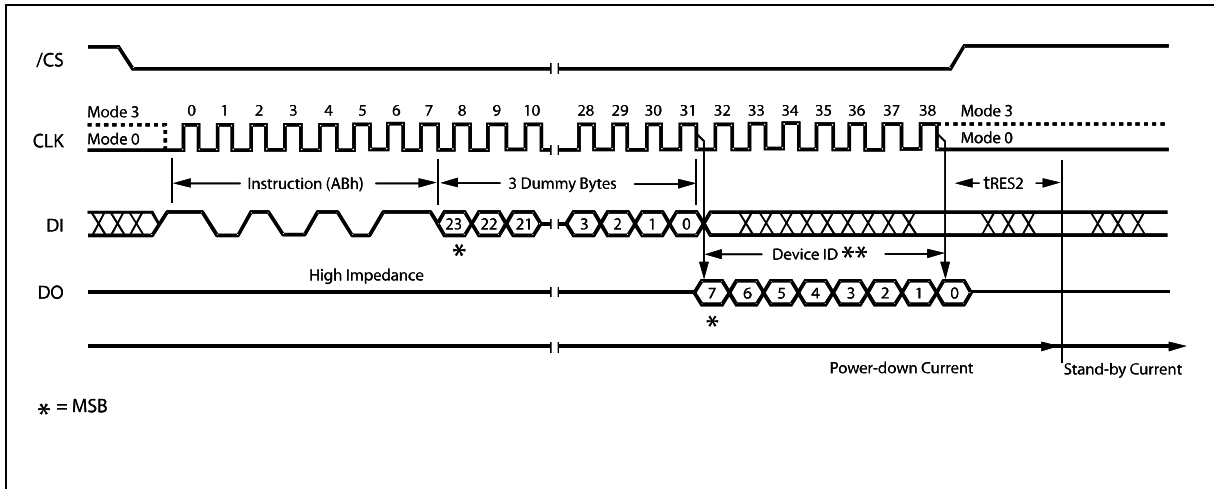 /CS
Mode 3 0 1 2 3 4 5 6 7 8 9 10 28 29 30 31 32 33 34 35 36 37 38 Mode 3
CLK Mode 0 Mode 0
Instruction (ABh) 3 Dummy Bytes tRES2
DI 23 22 21 3 2 1 0
* Device ID **
High Impedance
DO 7 6 5 4 3 2 1 0
*
Power-down Current Stand-by Current
* = MSB